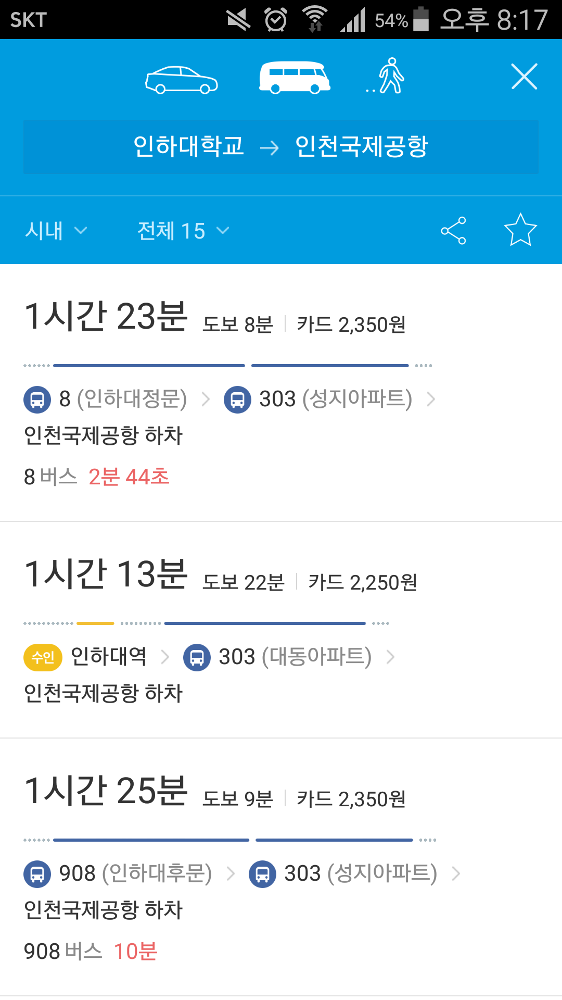 SKT 54% 오후 8:17
인하대학교 → 인천국제공항
시내 전체 15
1시간 23분 도보 8분 | 카드 2,350원
8 (인하대정문) > 303 (성지아파트) >
인천국제공항 하차
8 버스 2분 44초
1시간 13분 도보 22분 | 카드 2,250원
수인 인하대역 > 303 (대동아파트) >
인천국제공항 하차
1시간 25분 도보 9분 | 카드 2,350원
908 (인하대후문) > 303 (성지아파트) >
인천국제공항 하차
908 버스 10분